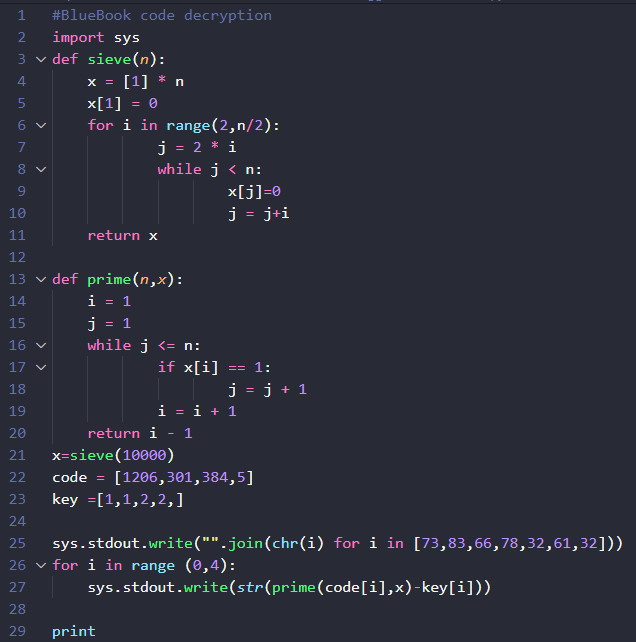 1 #BlueBook code decryption
2 import sys
3 def sieve(n):
4 x = [1] * n
5 x[1] = 0
6 for i in range(2,n/2):
7 j = 2 * i
8 while j < n:
9 x[j]=0
10 j = j+i
11 return x
12
13 def prime(n,x):
14 i = 1
15 j = 1
16 while j <= n:
17 if x[i] == 1:
18 j = j + 1
19 i = i + 1
20 return i - 1
21 x=sieve(10000)
22 code = [1206,301,384,5]
23 key =[1,1,2,2,]
24
25 sys.stdout.write("".join(chr(i) for i in [73,83,66,78,32,61,32]))
26 for i in range (0,4):
27 sys.stdout.write(str(prime(code[i],x)-key[i]))
28
29 print